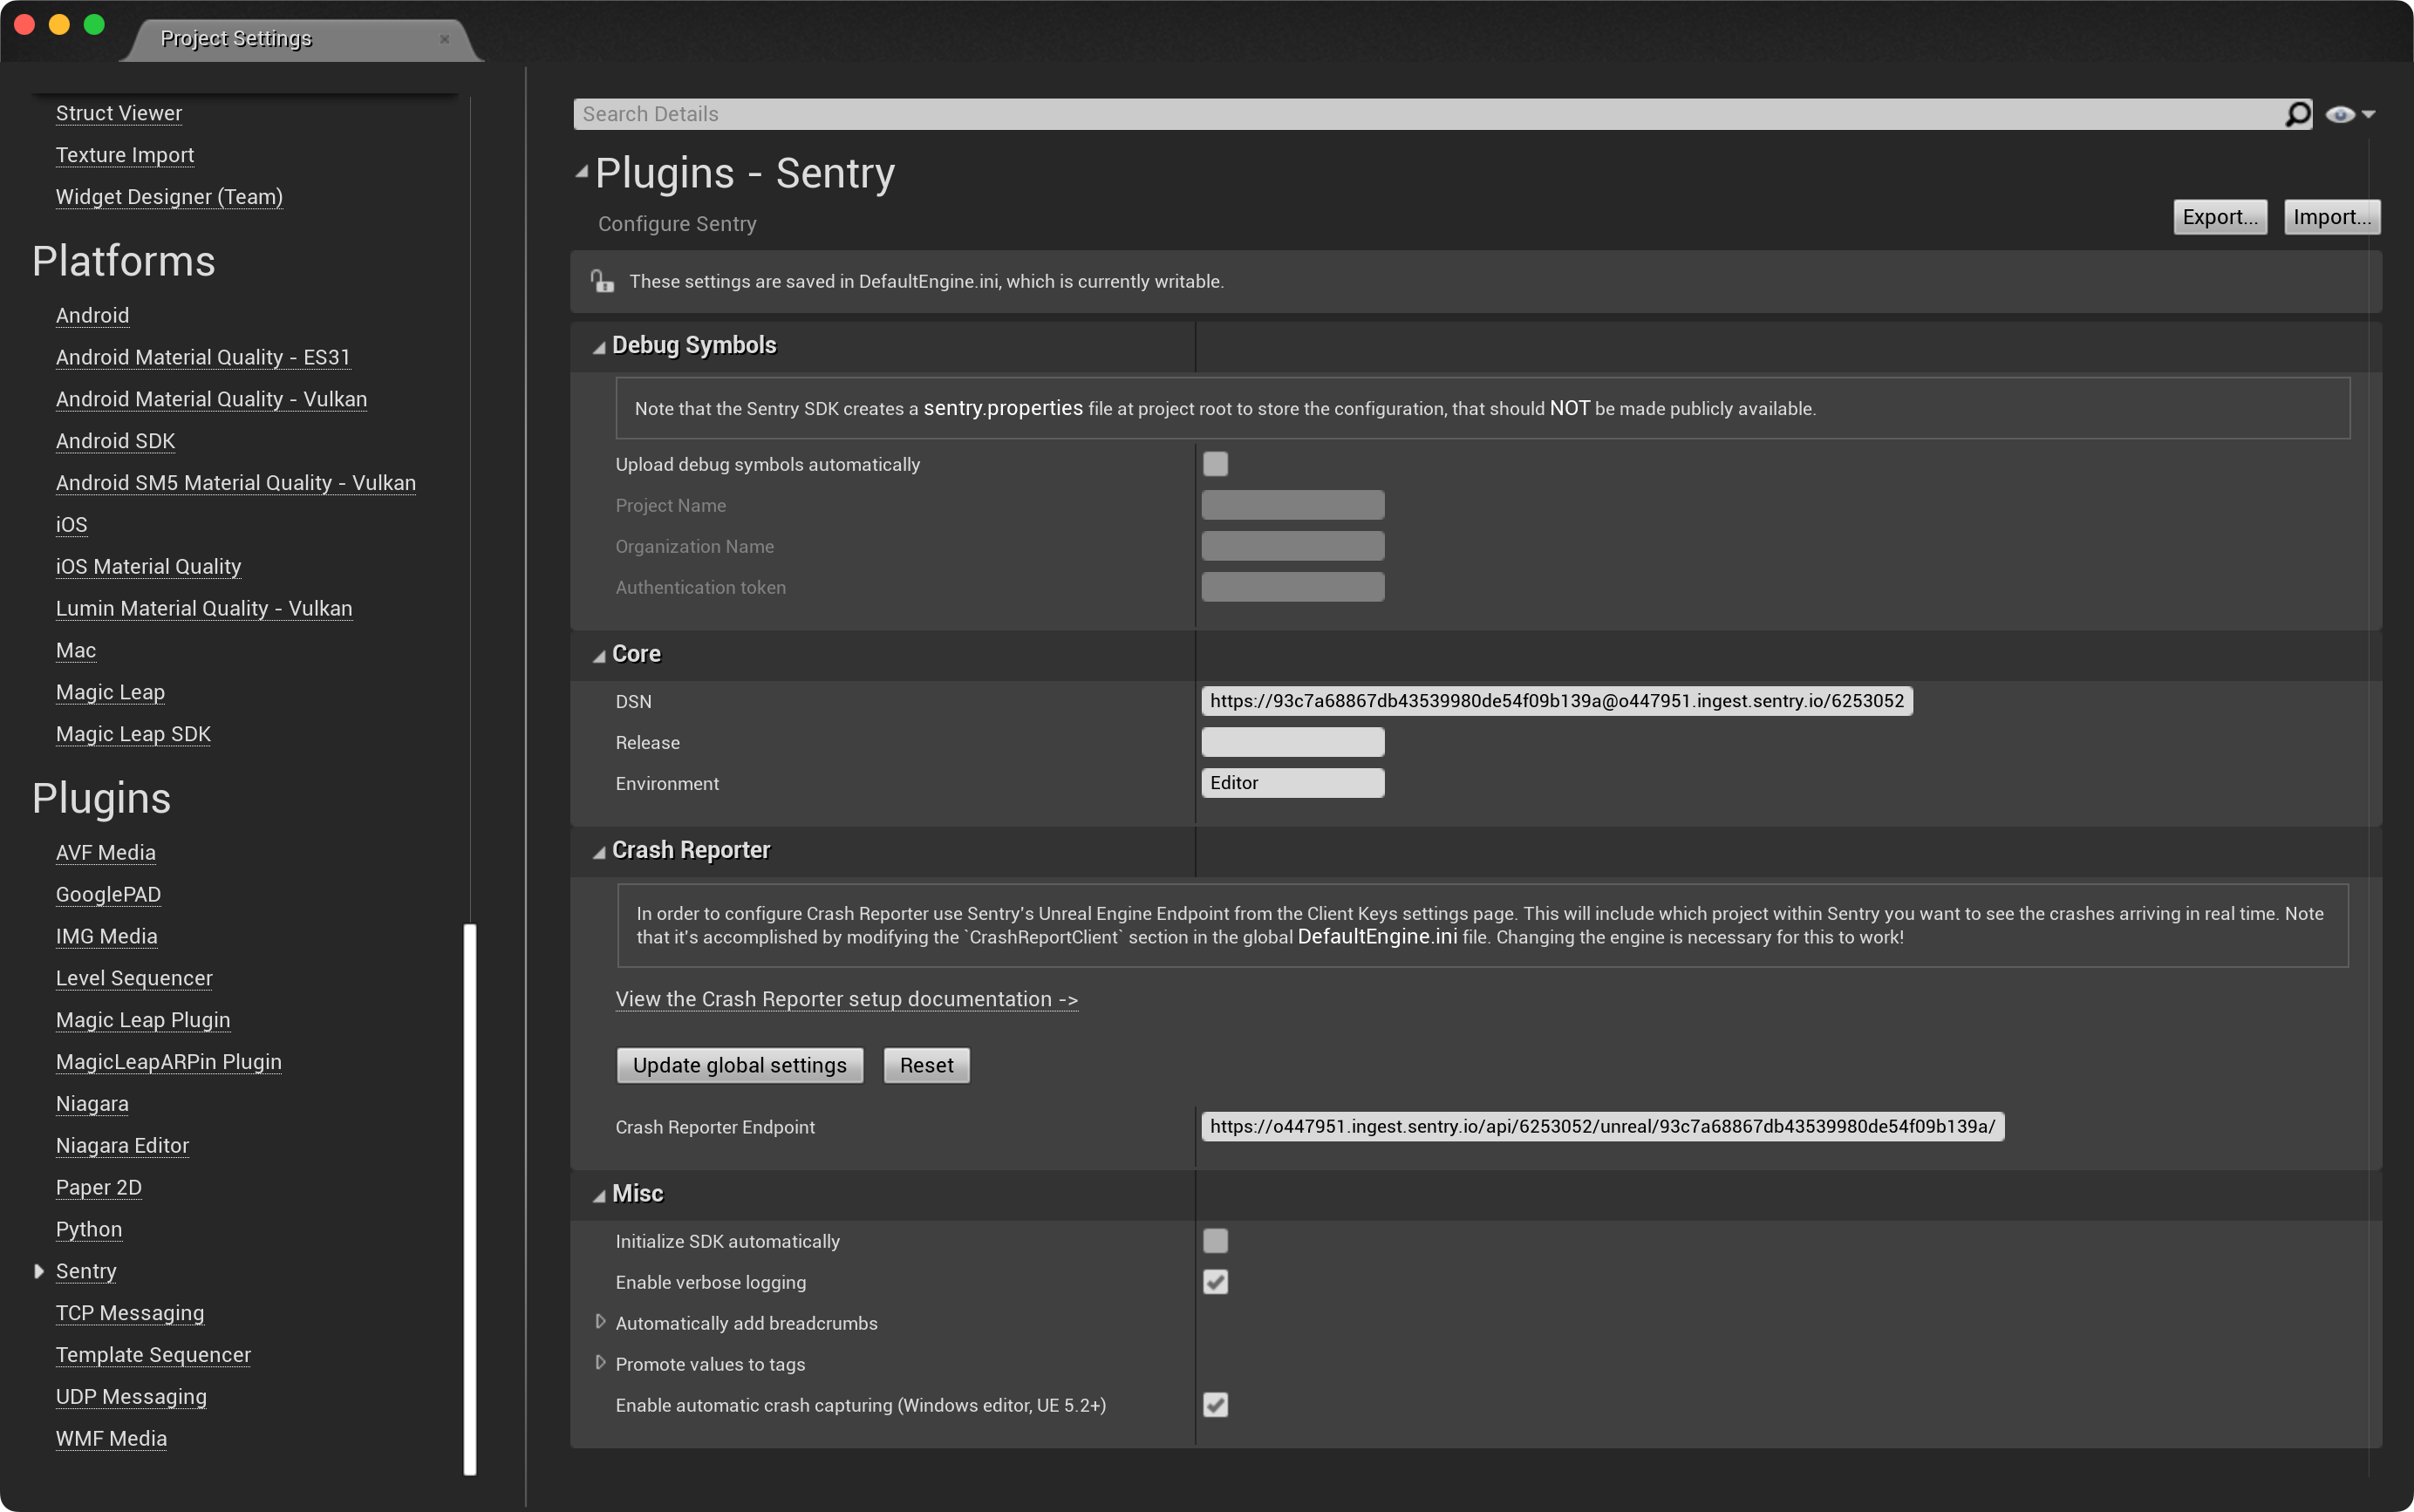 Project Settings
Struct Viewer
Texture Import
Widget Designer (Team)
Platforms
Android
Android Material Quality - ES31
Android Material Quality - Vulkan
Android SDK
Android SM5 Material Quality - Vulkan
iOS
iOS Material Quality
Lumin Material Quality - Vulkan
Mac
Magic Leap
Magic Leap SDK
Plugins
AVF Media
GooglePAD
IMG Media
Level Sequencer
Magic Leap Plugin
MagicLeapARPin Plugin
Niagara
Niagara Editor
Paper 2D
Python
Sentry
TCP Messaging
Template Sequencer
UDP Messaging
WMF Media
Search Details
Plugins - Sentry
Configure Sentry
Export...
Import...
These settings are saved in DefaultEngine.ini, which is currently writable.
Debug Symbols
Note that the Sentry SDK creates a sentry.properties file at project root to store the configuration, that should NOT be made publicly available.
Upload debug symbols automatically
Project Name
Organization Name
Authentication token
Core
DSN https://93c7a68867db43539980de54f09b139a@o447951.ingest.sentry.io/6253052
Release
Environment Editor
Crash Reporter
In order to configure Crash Reporter use Sentry's Unreal Engine Endpoint from the Client Keys settings page. This will include which project within Sentry you want to see the crashes arriving in real time. Note
that it's accomplished by modifying the `CrashReportClient` section in the global DefaultEngine.ini file. Changing the engine is necessary for this to work!
View the Crash Reporter setup documentation ->
Update global settings
Reset
Crash Reporter Endpoint https://o447951.ingest.sentry.io/api/6253052/unreal/93c7a68867db43539980de54f09b139a/
Misc
Initialize SDK automatically
Enable verbose logging
Automatically add breadcrumbs
Promote values to tags
Enable automatic crash capturing (Windows editor, UE 5.2+)